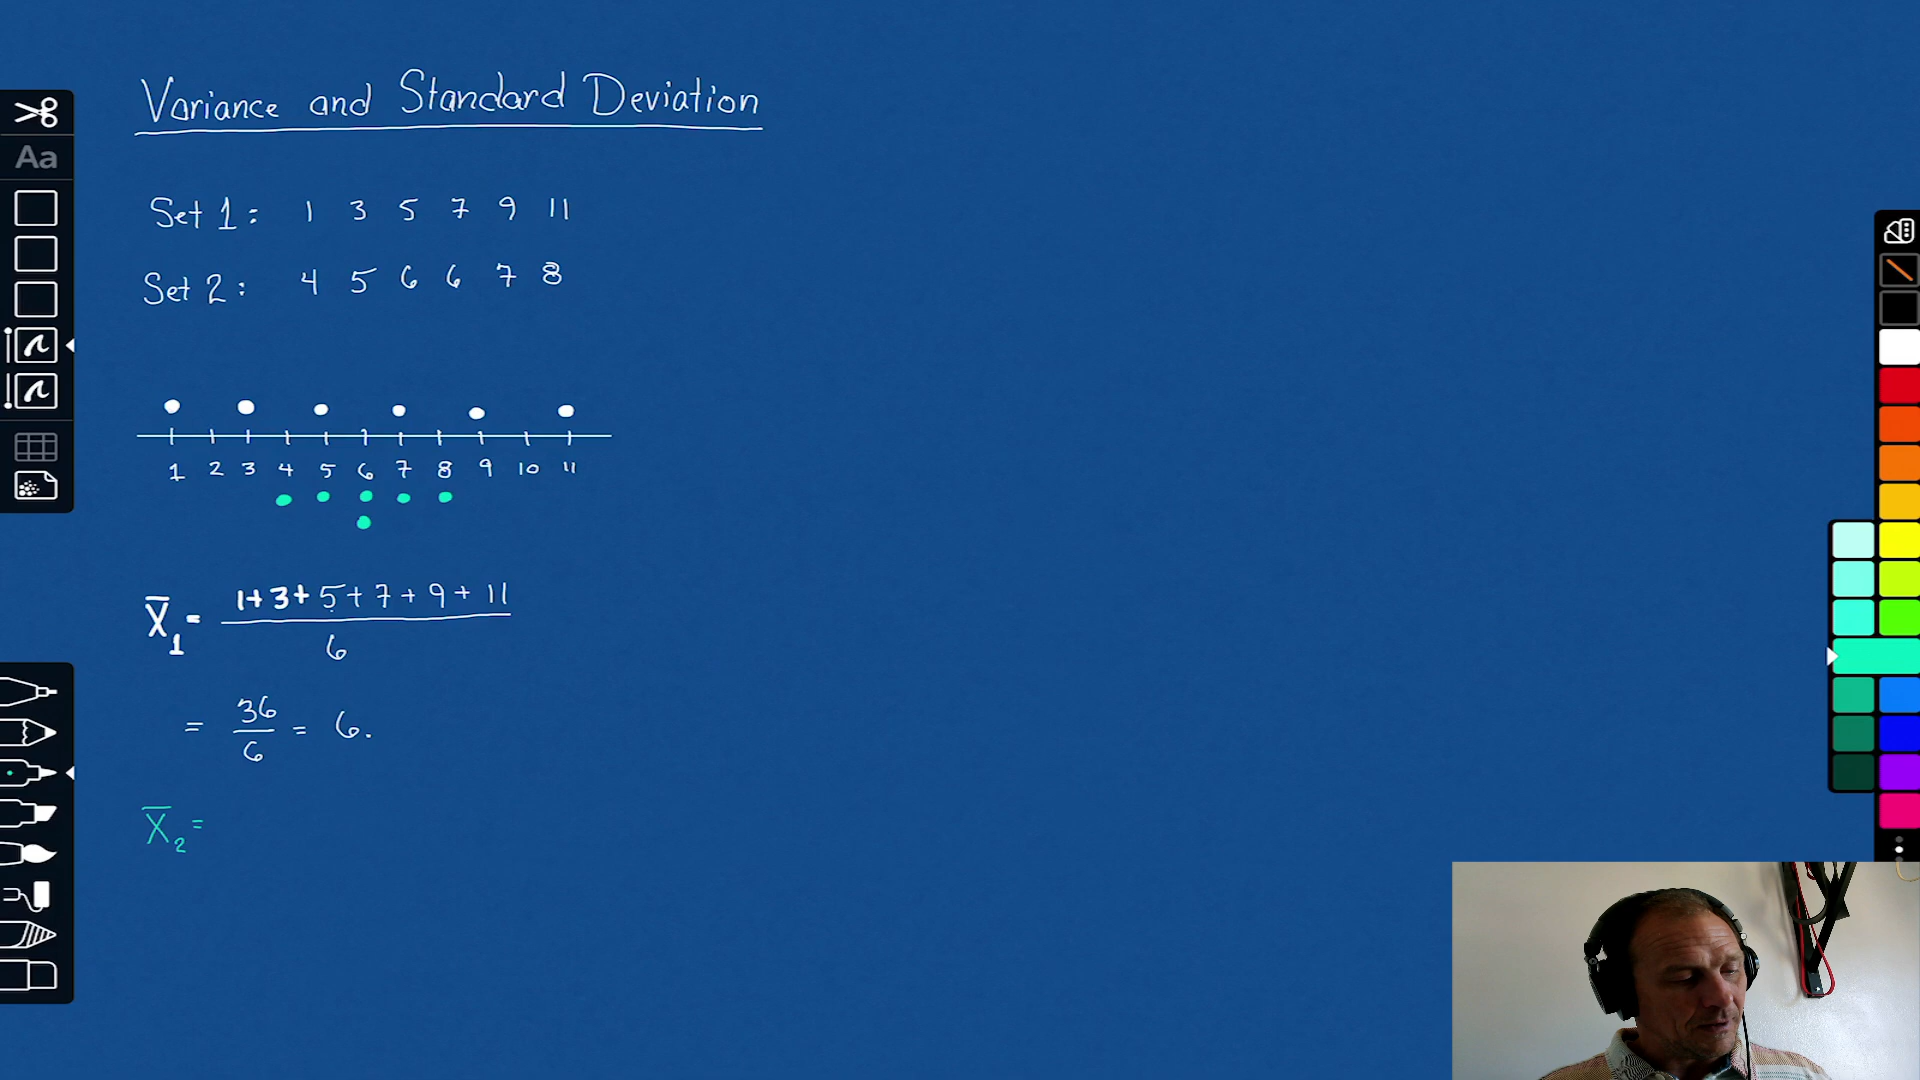 Aa
Variance and Standard Deviation
Set 1: 1 3 5 7 9 11
Set 2: 4 5 6 6 7 8
1 2 3 4 5 6 7 8 9 10 11
X̅₁ = 1+3+5+7+9+11
6
= 36/6 = 6.
X̅₂ =